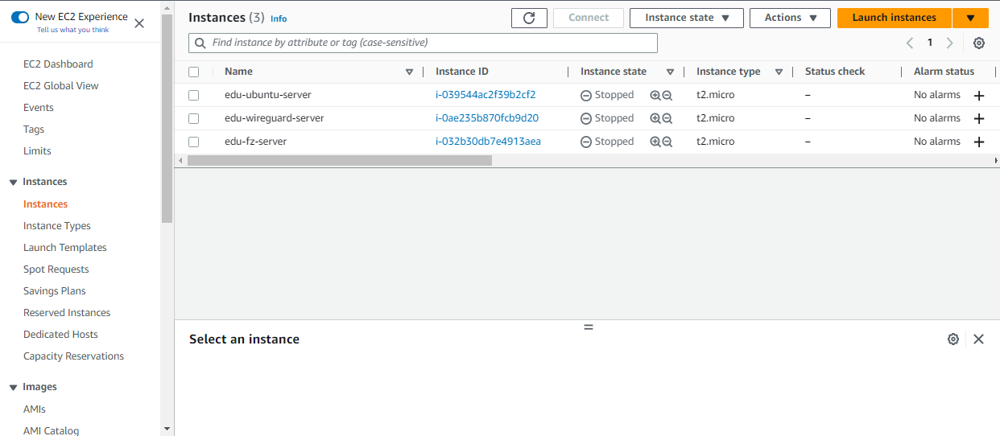 New EC2 Experience
Tell us what you think
EC2 Dashboard
EC2 Global View
Events
Tags
Limits
Instances
Instances
Instance Types
Launch Templates
Spot Requests
Savings Plans
Reserved Instances
Dedicated Hosts
Capacity Reservations
Images
AMIs
AMI Catalog
Instances (3) Info
Connect
Instance state
Actions
Launch instances
Find instance by attribute or tag (case-sensitive)
1
Name Instance ID Instance state Instance type Status check Alarm status
edu-ubuntu-server i-039544ac2f39b2cf2 Stopped t2.micro – No alarms +
edu-wireguard-server i-0ae235b870fcb9d20 Stopped t2.micro – No alarms +
edu-fz-server i-032b30db7e4913aea Stopped t2.micro – No alarms +
Select an instance